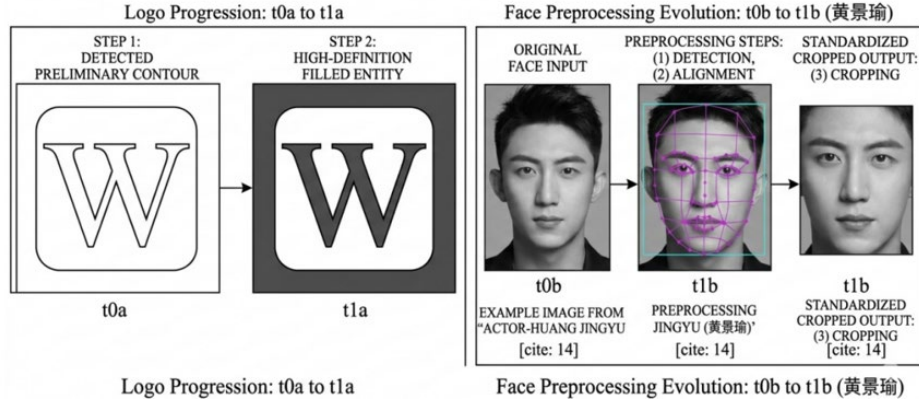 Logo Progression: t0a to t1a
STEP 1:
DETECTED
PRELIMINARY CONTOUR
STEP 2:
HIGH-DEFINITION
FILLED ENTITY
W
W
t0a
t1a
Logo Progression: t0a to t1a
Face Preprocessing Evolution: t0b to t1b (黄景瑜)
ORIGINAL
FACE INPUT
PREPROCESSING STEPS:
(1) DETECTION,
(2) ALIGNMENT
STANDARDIZED
CROPPED OUTPUT:
(3) CROPPING
t0b
t1b
t1b
EXAMPLE IMAGE FROM
“ACTOR-HUANG JINGYU
[cite: 14]
PREPROCESSING
JINGYU (黄景瑜)’
[cite: 14]
STANDARDIZED
CROPPED OUTPUT:
(3) CROPPING
[cite: 14]
Face Preprocessing Evolution: t0b to t1b (黄景瑜)